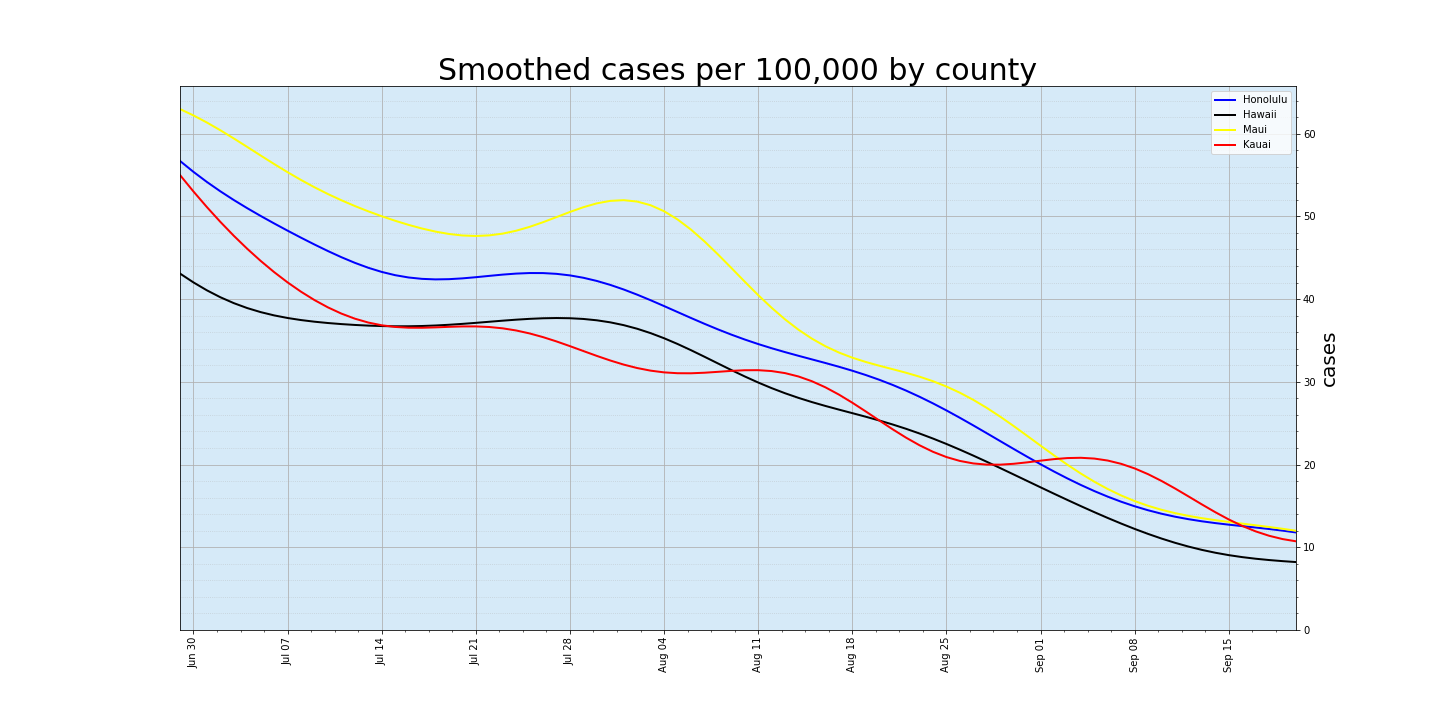 Smoothed cases per 100,000 by county
Honolulu
Hawaii
Maui
Kauai
60
50
40
30
20
10
0
cases
Jun 30
Jul 07
Jul 14
Jul 21
Jul 28
Aug 04
Aug 11
Aug 18
Aug 25
Sep 01
Sep 08
Sep 15